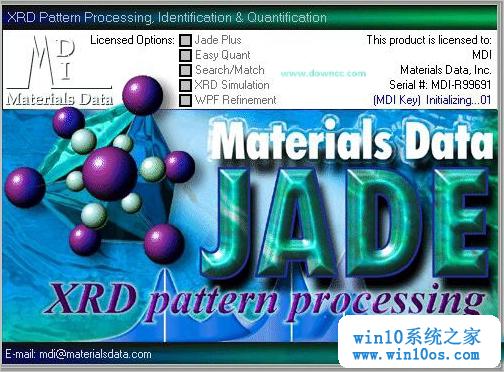 XRD Pattern Processing, Identification & Quantification
MDI
Materials Data
Licensed Options:
Jade Plus
Easy Quant
Search/Match
XRD Simulation
WPF Refinement
www.downcc.com
This product is licensed to:
MDI
Materials Data, Inc.
Serial #: MDI-R99691
(MDI Key) Initializing...01
Materials Data
JADE
XRD pattern processing
E-mail: mdi@materialsdata.com
win10系统之家
www.win10os.com